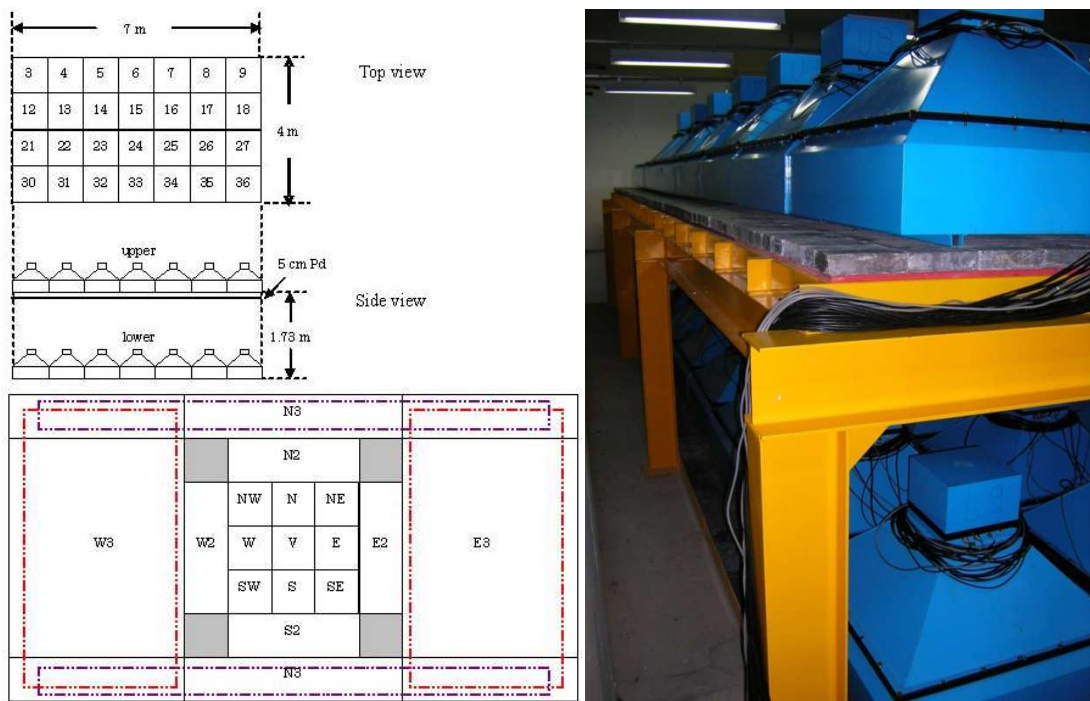 7 m
Top view
3 4 5 6 7 8 9
12 13 14 15 16 17 18
4 m
21 22 23 24 25 26 27
30 31 32 33 34 35 36
upper
5 cm Pd
Side view
lower
1.73 m
N3
N2
NW N NE
W3 W2 W V E E2 E3
SW S SE
S2
N3